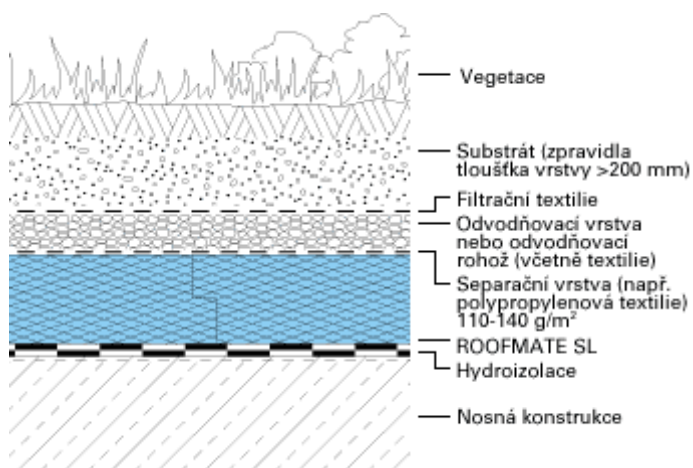 Vegetace
Substrát (zpravidla
tloušťka vrstvy >200 mm)
Filtrační textilie
Odvodňovací vrstva
nebo odvodňovací
rohož (včetně textilie)
Separační vrstva (např.
polypropylenová textilie)
110-140 g/m²
ROOFMATE SL
Hydroizolace
Nosná konstrukce